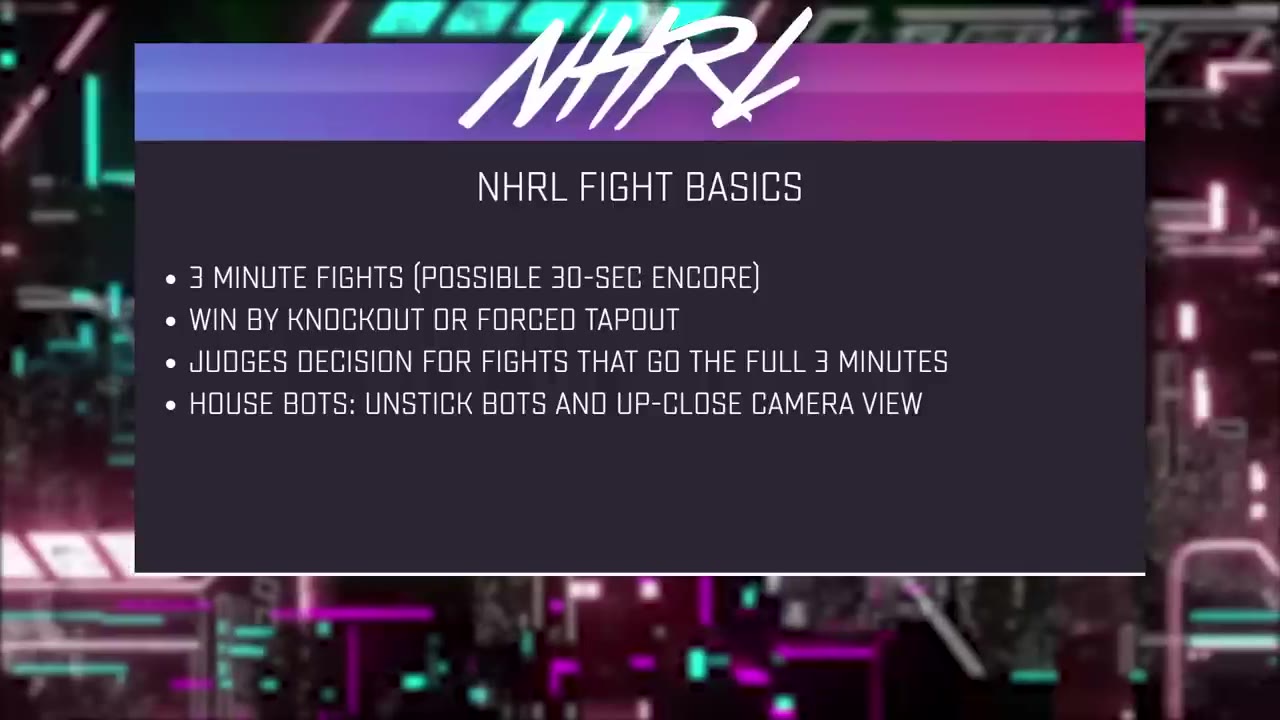 NHRL
NHRL FIGHT BASICS
• 3 MINUTE FIGHTS (POSSIBLE 30-SEC ENCORE)
• WIN BY KNOCKOUT OR FORCED TAPOUT
• JUDGES DECISION FOR FIGHTS THAT GO THE FULL 3 MINUTES
• HOUSE BOTS: UNSTICK BOTS AND UP-CLOSE CAMERA VIEW